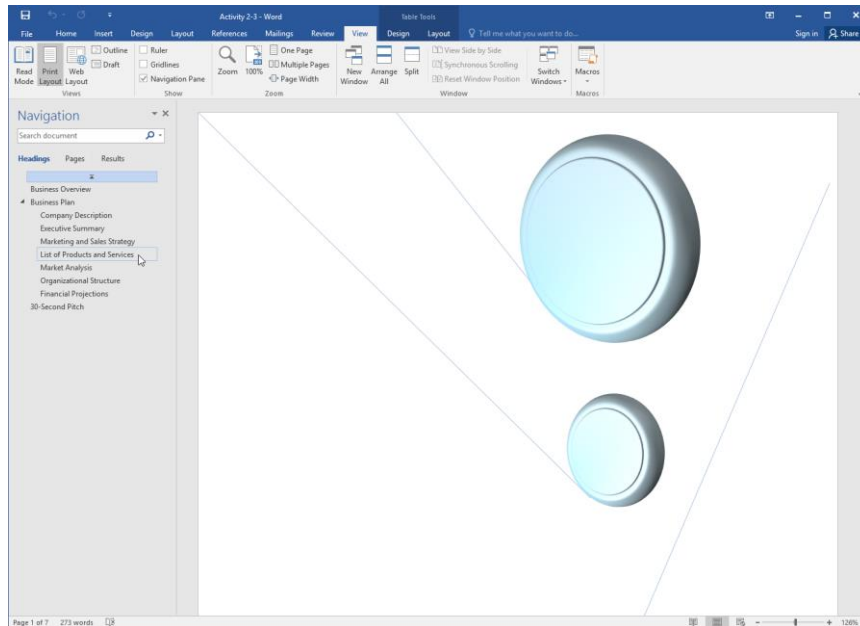 Activity 2-3 - Word
Table Tools
File Home Insert Design Layout References Mailings Review View Design Layout Tell me what you want to do... Sign in Share
Read Mode
Print Layout
Web Layout
Outline
Draft
Views
Ruler
Gridlines
Navigation Pane
Show
Zoom
100%
One Page
Multiple Pages
Page Width
Zoom
New Window
Arrange All
Split
View Side by Side
Synchronous Scrolling
Reset Window Position
Window
Switch Windows
Macros
Macros
Navigation
Search document
Headings Pages Results
Business Overview
Business Plan
Company Description
Executive Summary
Marketing and Sales Strategy
List of Products and Services
Market Analysis
Organizational Structure
Financial Projections
30-Second Pitch
Page 1 of 7 273 words 126%